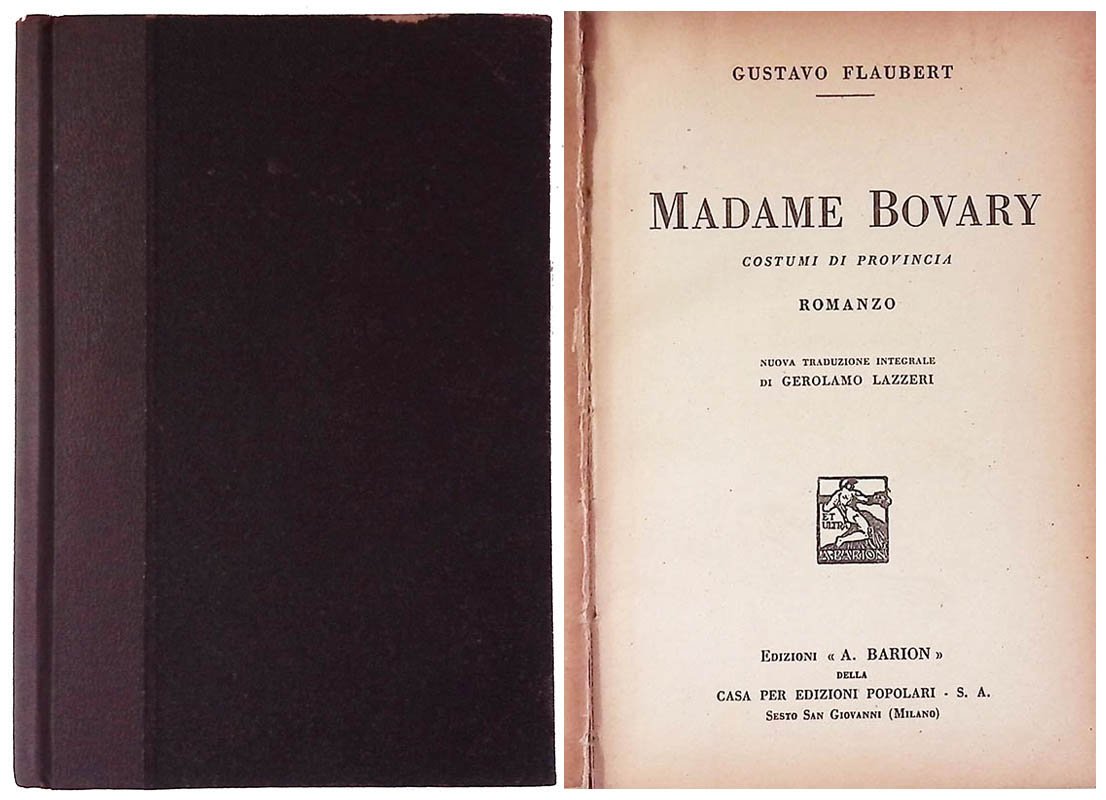 GUSTAVO FLAUBERT
MADAME BOVARY
COSTUMI DI PROVINCIA
ROMANZO
NUOVA TRADUZIONE INTEGRALE
DI GEROLAMO LAZZERI
ET
ULTRA
A. BARION
EDIZIONI « A. BARION »
DELLA
CASA PER EDIZIONI POPOLARI - S. A.
SESTO SAN GIOVANNI (MILANO)